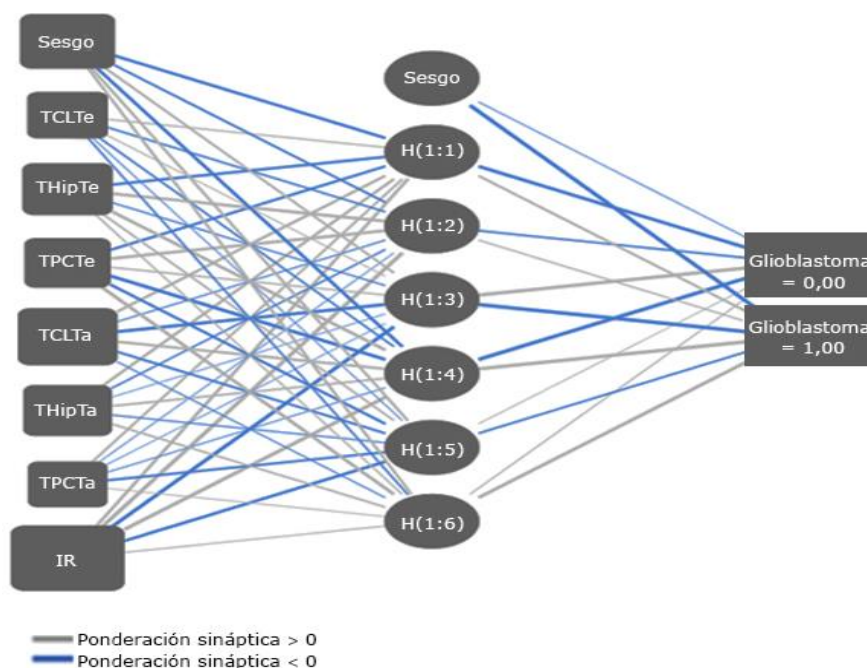 Sesgo
TCLTe
THipTe
TPCTe
TCLTa
THipTa
TPCTa
IR
Sesgo
H(1:1)
H(1:2)
H(1:3)
H(1:4)
H(1:5)
H(1:6)
Glioblastoma
= 0,00
Glioblastoma
= 1,00
Ponderación sináptica > 0
Ponderación sináptica < 0